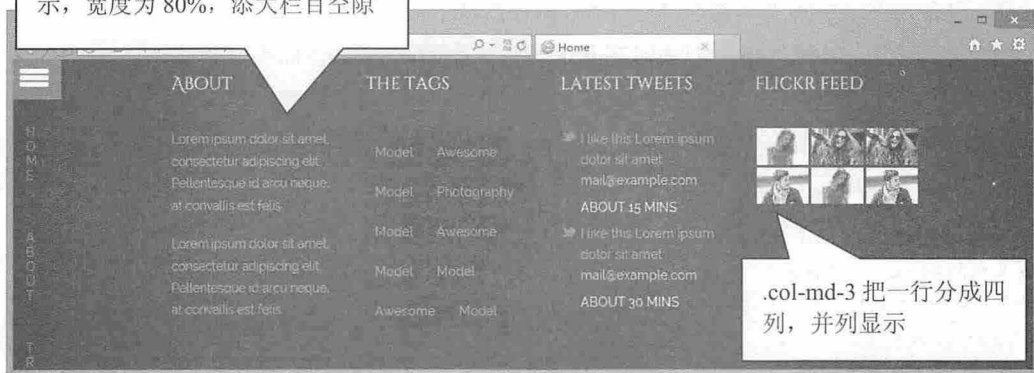 示，宽度为 80%，添大栏目空隙
Home
ABOUT
THE TAGS
LATEST TWEETS
FLICKR FEED
HOME
ABOUT
TR
Lorem ipsum dolor sit amet,
consectetur adipiscing elit.
Pellentesque id arcu neque,
at convallis est felis.
Lorem ipsum dolor sit amet,
consectetur adipiscing elit.
Pellentesque id arcu neque,
at convallis est felis.
Model Awesome
Model Photography
Model Awesome
Model Model
Awesome Model
I like this Lorem ipsum
dolor sit amet
mail@example.com
ABOUT 15 MINS
I like this Lorem ipsum
dolor sit amet
mail@example.com
ABOUT 30 MINS
.col-md-3 把一行分成四
列，并列显示